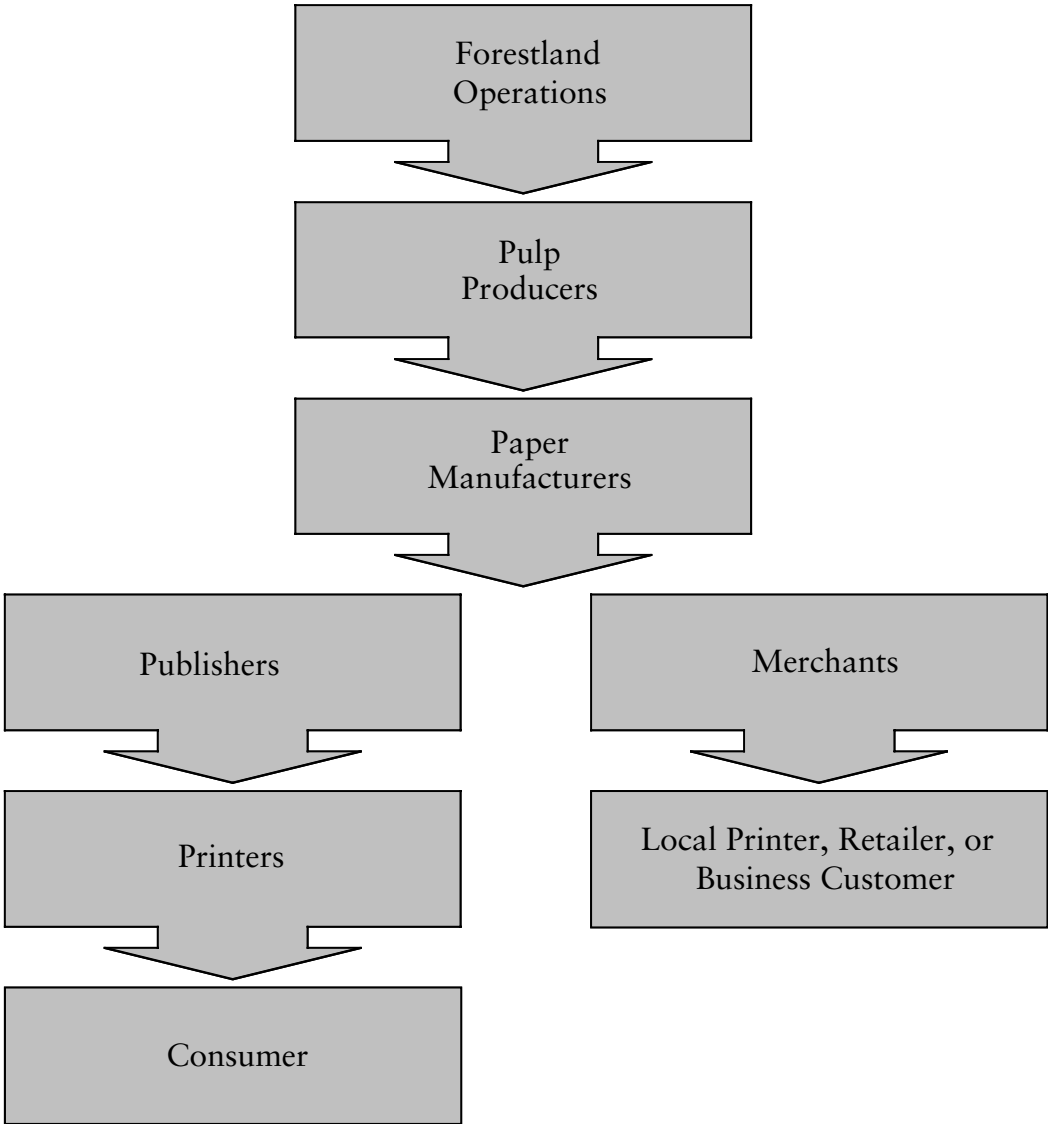 Forestland
Operations
Pulp
Producers
Paper
Manufacturers
Publishers
Merchants
Printers
Local Printer, Retailer, or
Business Customer
Consumer